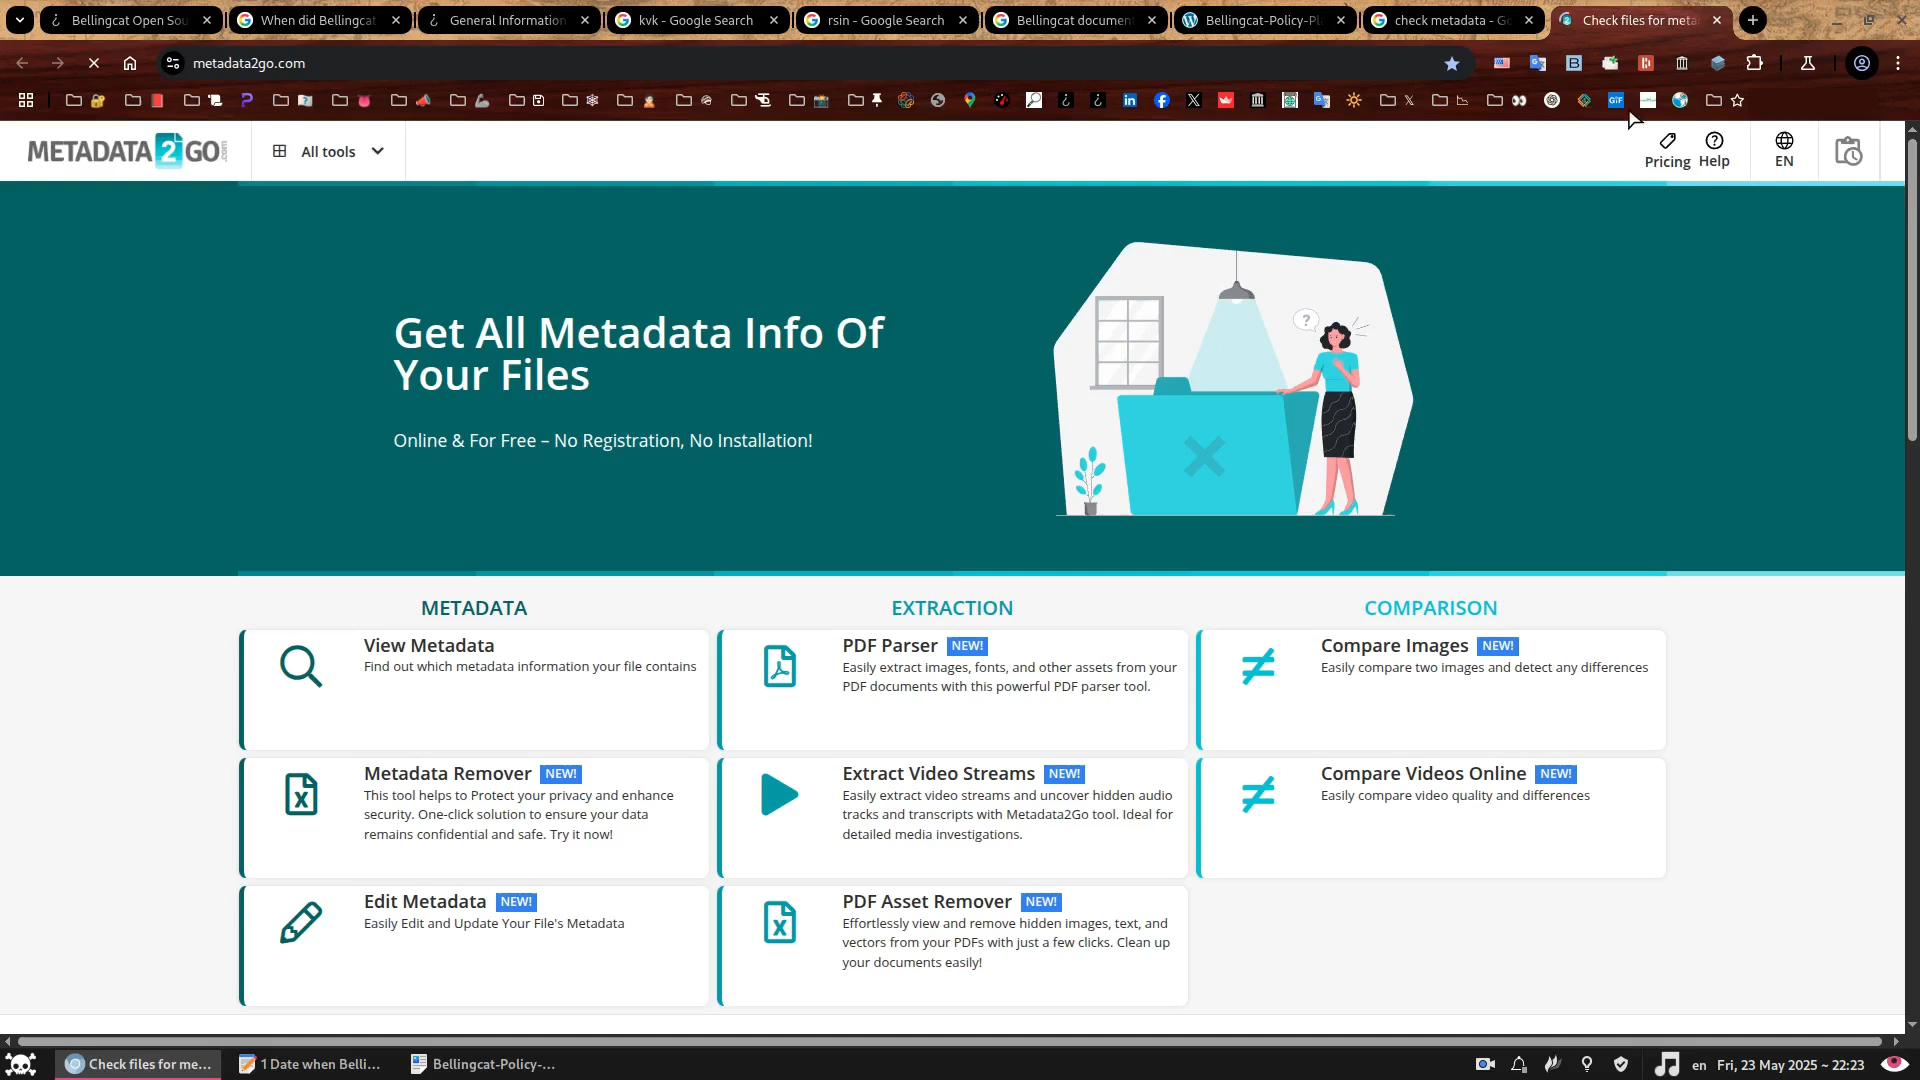 Bellingcat Open Sou
When did Bellingcat
General Information
kvk - Google Search
rsin - Google Search
Bellingcat documen
Bellingcat-Policy-Pl
check metadata - Go
Check files for meta
metadata2go.com
METADATA 2 GO .com
All tools
Pricing
Help
EN
Get All Metadata Info Of
Your Files
Online & For Free – No Registration, No Installation!
?
METADATA
View Metadata
Find out which metadata information your file contains
Metadata Remover NEW!
This tool helps to Protect your privacy and enhance
security. One-click solution to ensure your data
remains confidential and safe. Try it now!
Edit Metadata NEW!
Easily Edit and Update Your File's Metadata
EXTRACTION
PDF Parser NEW!
Easily extract images, fonts, and other assets from your
PDF documents with this powerful PDF parser tool.
Extract Video Streams NEW!
Easily extract video streams and uncover hidden audio
tracks and transcripts with Metadata2Go tool. Ideal for
detailed media investigations.
PDF Asset Remover NEW!
Effortlessly view and remove hidden images, text, and
vectors from your PDFs with just a few clicks. Clean up
your documents easily!
COMPARISON
Compare Images NEW!
Easily compare two images and detect any differences
Compare Videos Online NEW!
Easily compare video quality and differences
Check files for me...
1 Date when Belli...
Bellingcat-Policy-...
en
Fri, 23 May 2025 ~ 22:23